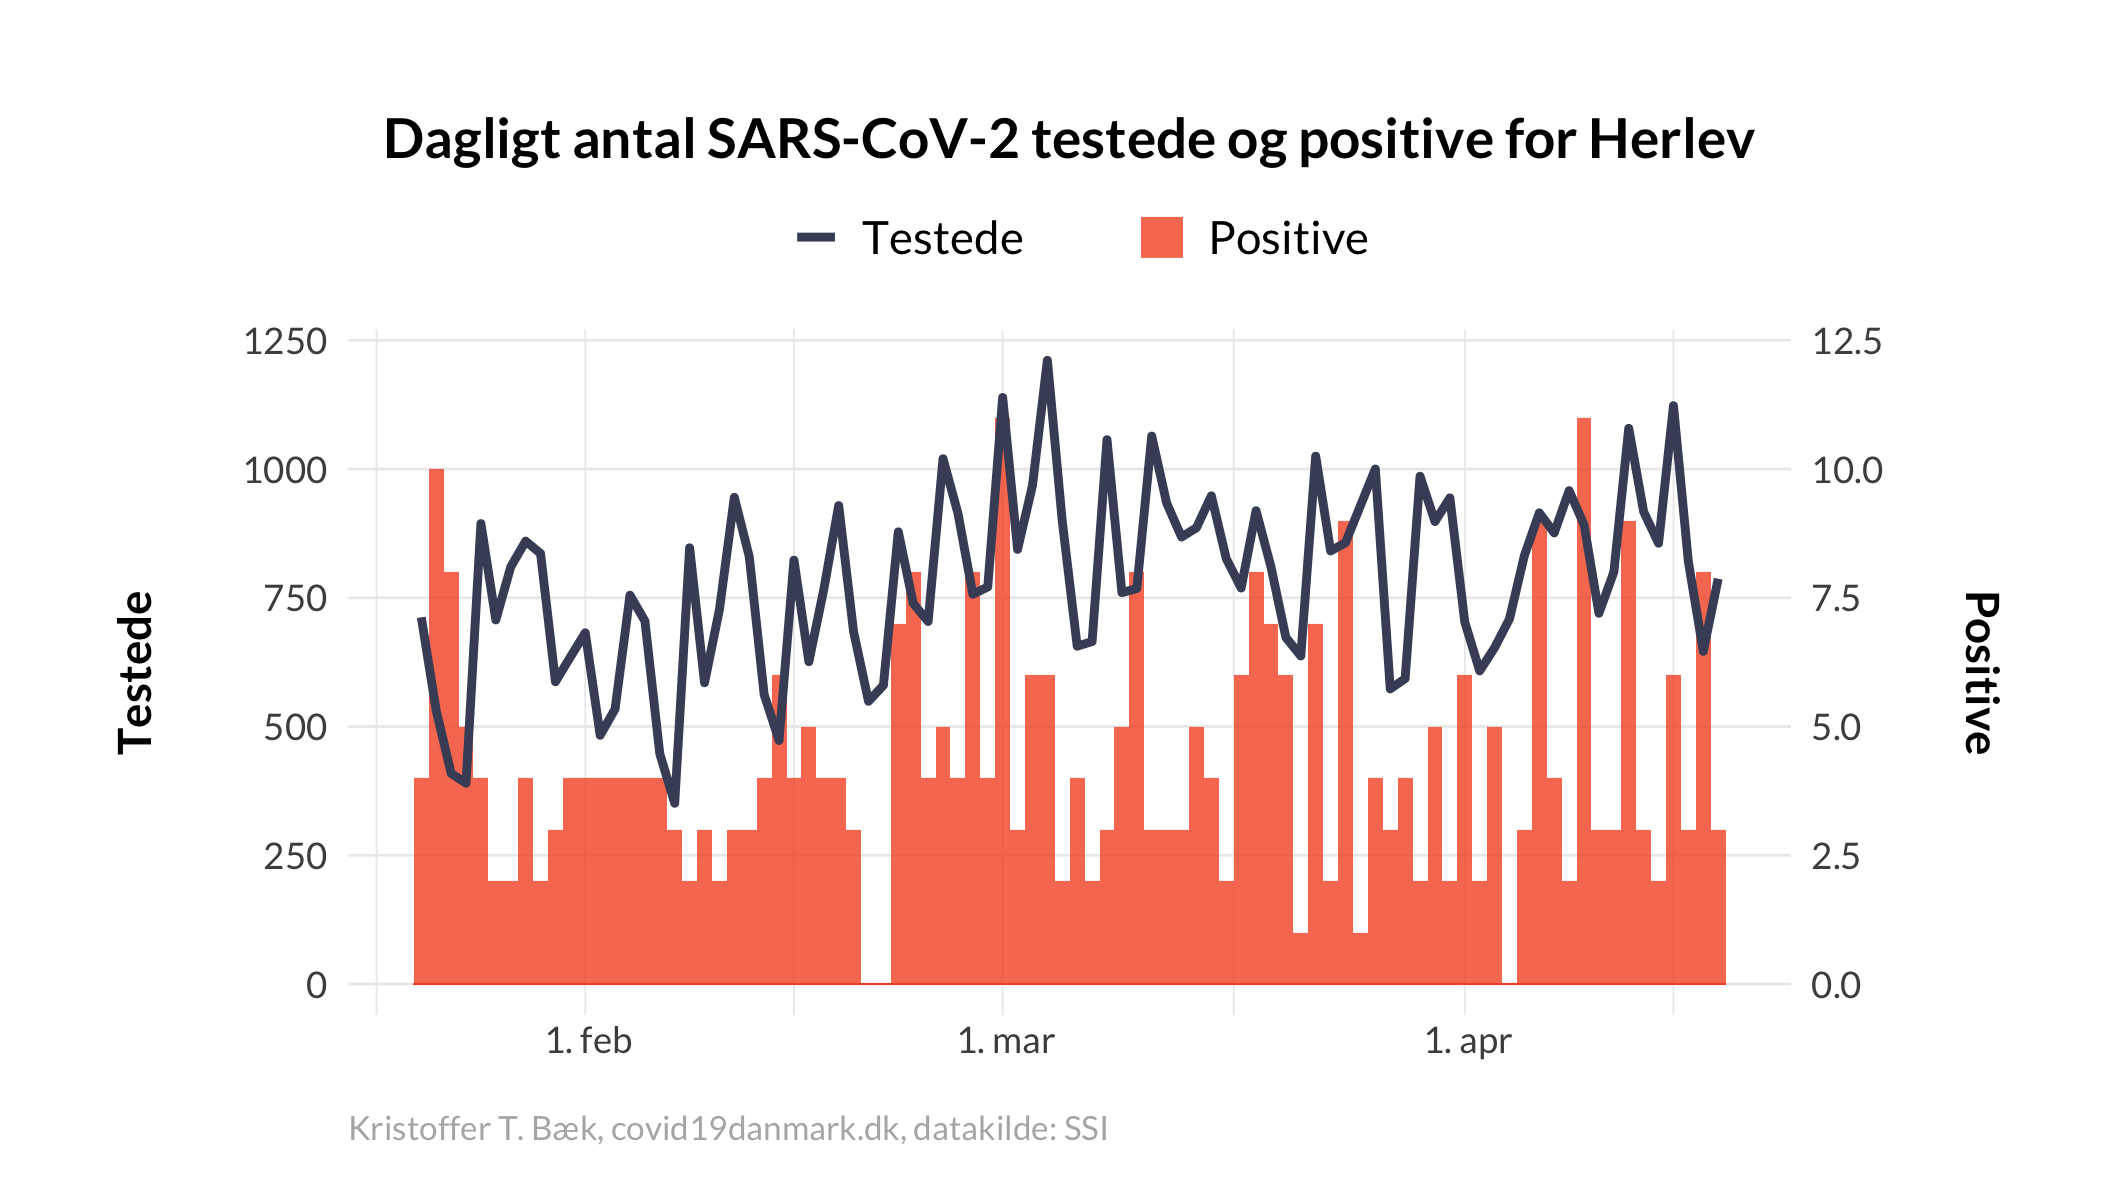 Dagligt antal SARS-CoV-2 testede og positive for Herlev
Testede
Positive
1250
1000
750
500
250
0
Testede
12.5
10.0
7.5
5.0
2.5
0.0
Positive
1. feb
1. mar
1. apr
Kristoffer T. Bæk, covid19danmark.dk, datakilde: SSI